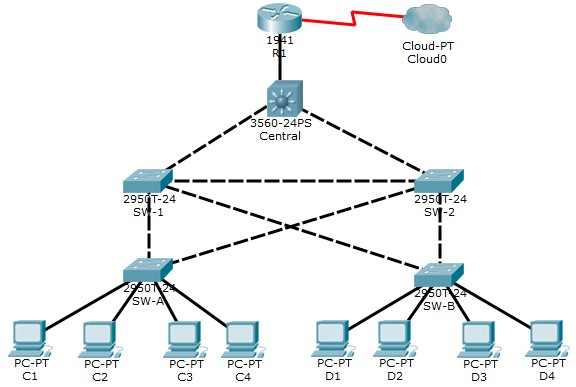 1941
R1
Cloud-PT
Cloud0
3560-24PS
Central
2950T-24
SW-1
2950T-24
SW-2
2950T-24
SW-A
2950T-24
SW-B
PC-PT
C1
PC-PT
C2
PC-PT
C3
PC-PT
C4
PC-PT
D1
PC-PT
D2
PC-PT
D3
PC-PT
D4